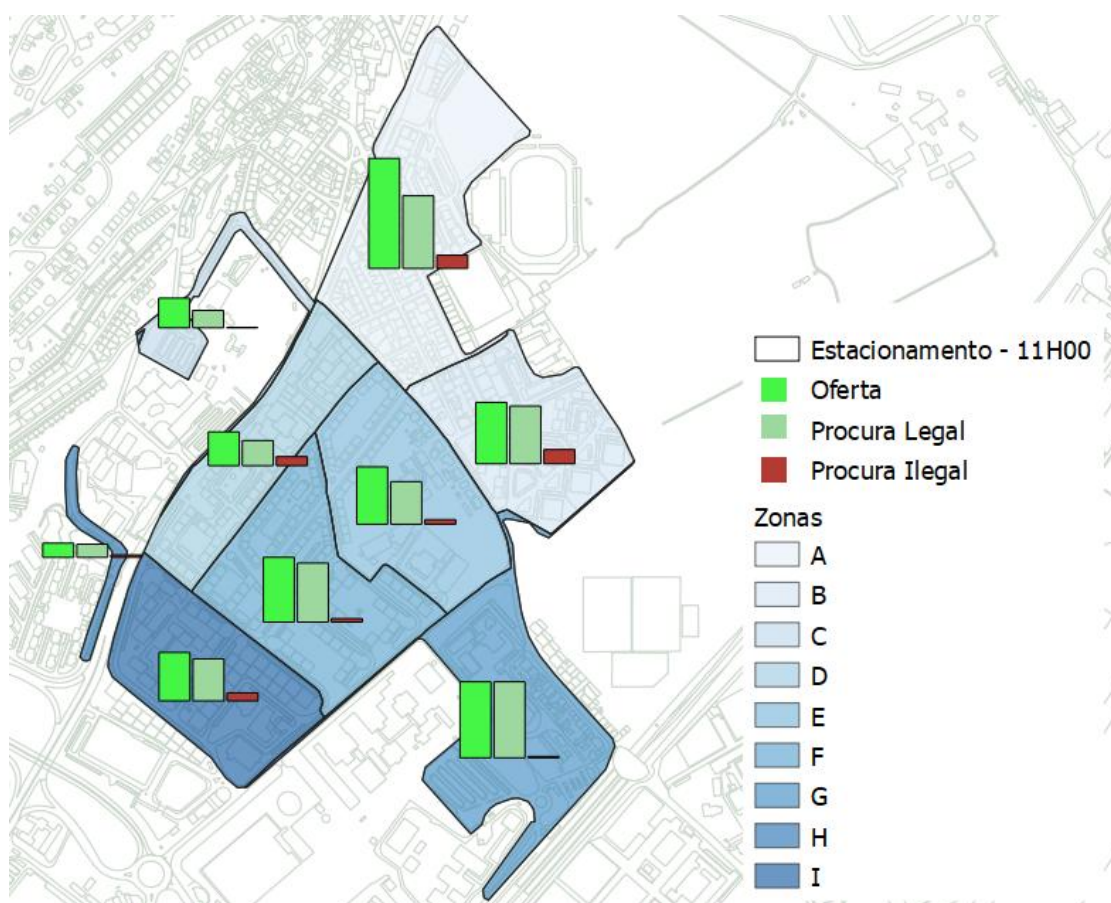 Estacionamento - 11H00
Oferta
Procura Legal
Procura Ilegal
Zonas
A
B
C
D
E
F
G
H
I